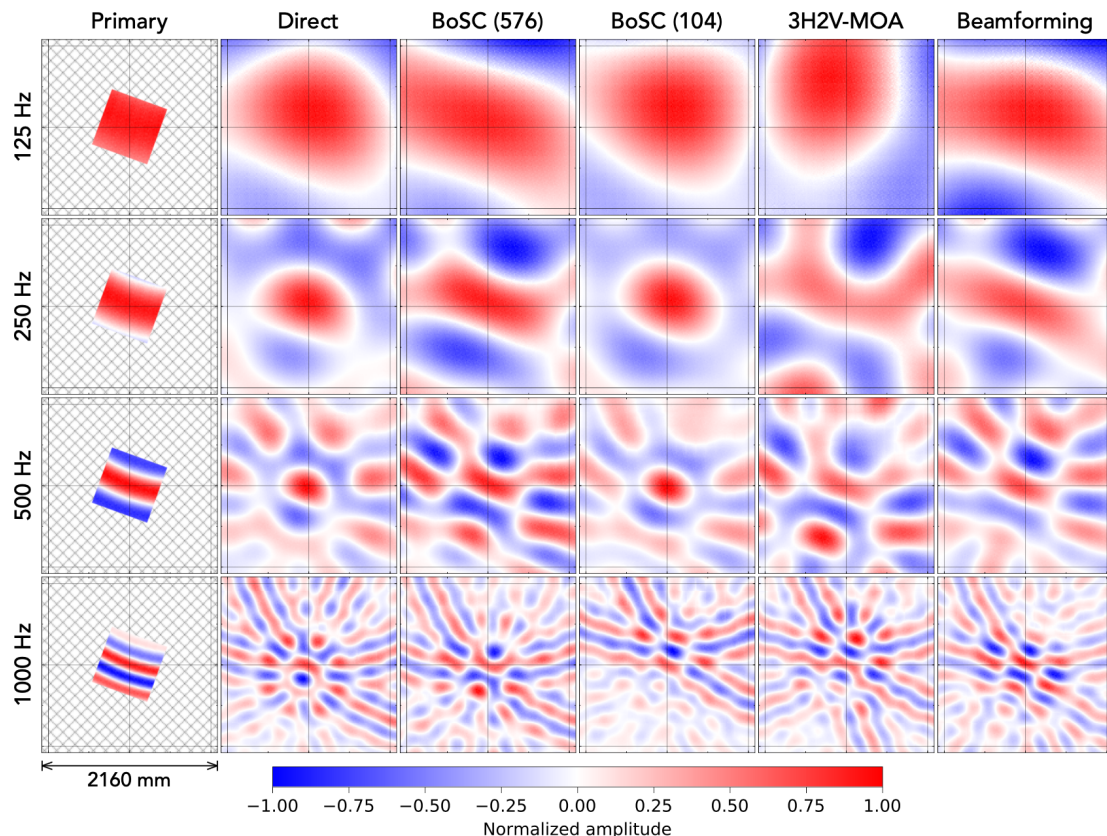 Primary Direct BoSC (576) BoSC (104) 3H2V-MOA Beamforming
125 Hz
250 Hz
500 Hz
1000 Hz
2160 mm
−1.00 −0.75 −0.50 −0.25 0.00 0.25 0.50 0.75 1.00
Normalized amplitude